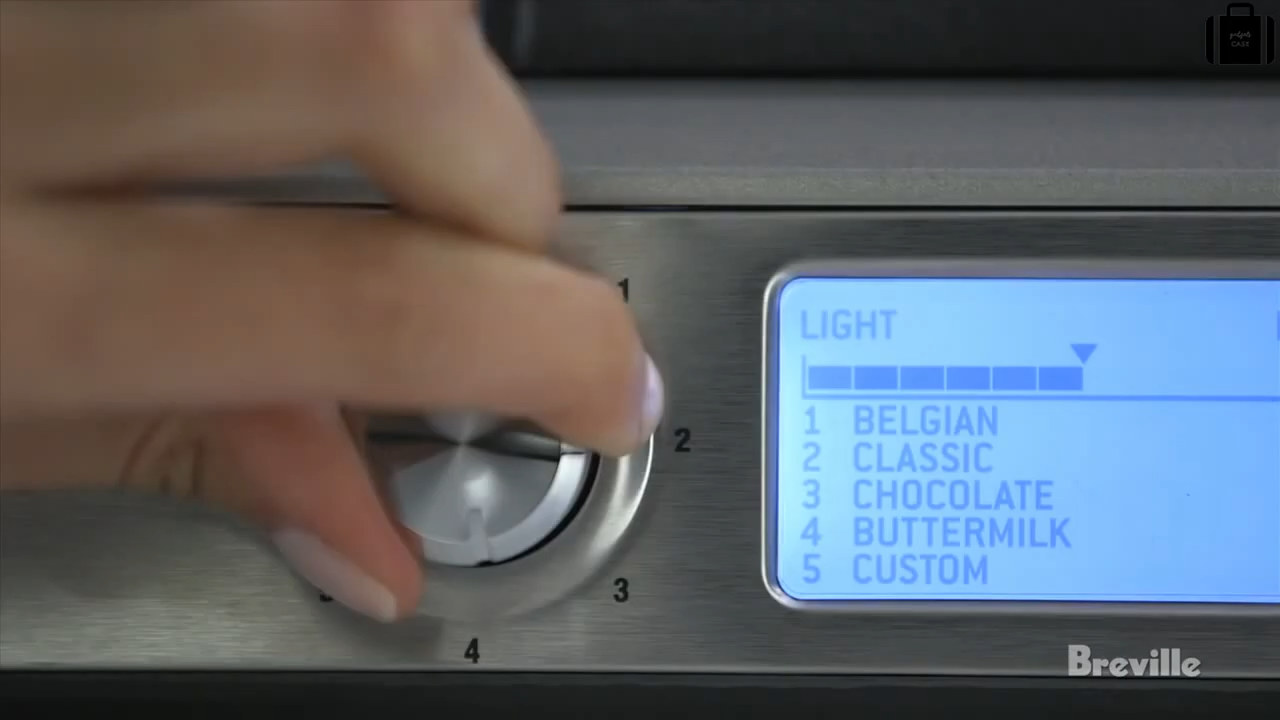 1
2
3
4
LIGHT
1 BELGIAN
2 CLASSIC
3 CHOCOLATE
4 BUTTERMILK
5 CUSTOM
Breville